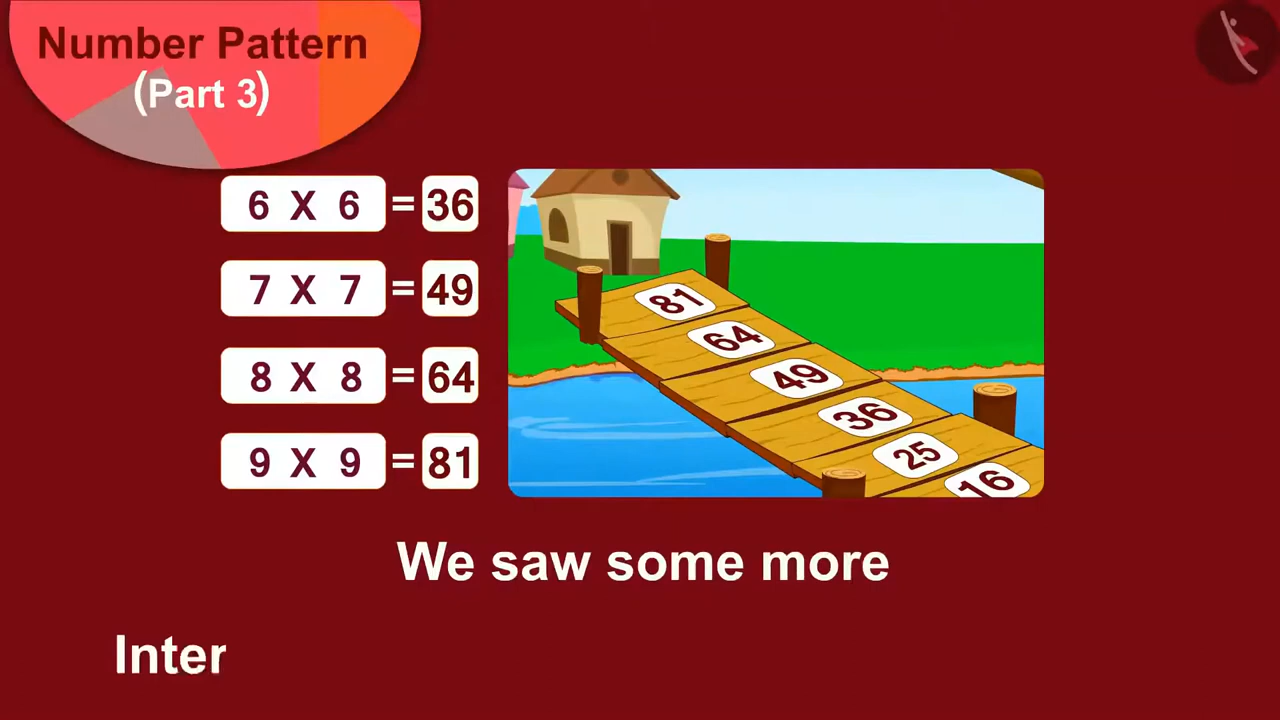 Number Pattern
(Part 3)
6 X 6 = 36
7 X 7 = 49
8 X 8 = 64
9 X 9 = 81
81
64
49
36
25
16
We saw some more
Inter